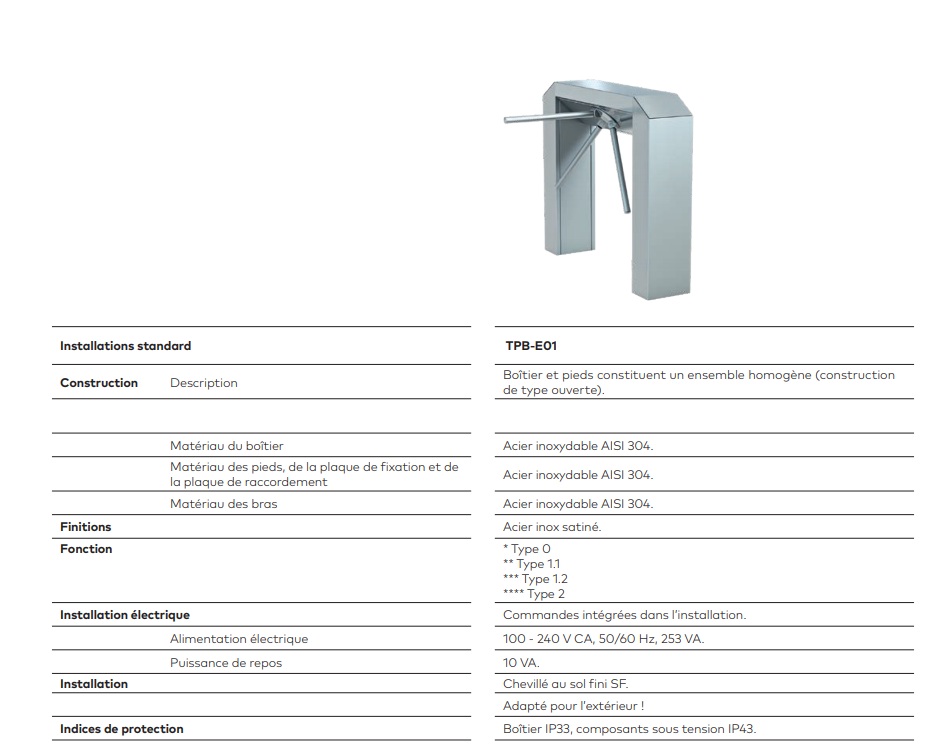 Installations standard
TPB-E01
Construction
Description
Boîtier et pieds constituent un ensemble homogène (construction
de type ouverte).
Matériau du boîtier
Acier inoxydable AISI 304.
Matériau des pieds, de la plaque de fixation et de
la plaque de raccordement
Acier inoxydable AISI 304.
Matériau des bras
Acier inoxydable AISI 304.
Finitions
Acier inox satiné.
Fonction
* Type 0
** Type 1.1
*** Type 1.2
**** Type 2
Installation électrique
Commandes intégrées dans l'installation.
Alimentation électrique
100 - 240 V CA, 50/60 Hz, 253 VA.
Puissance de repos
10 VA.
Installation
Chevillé au sol fini SF.
Adapté pour l'extérieur !
Indices de protection
Boîtier IP33, composants sous tension IP43.